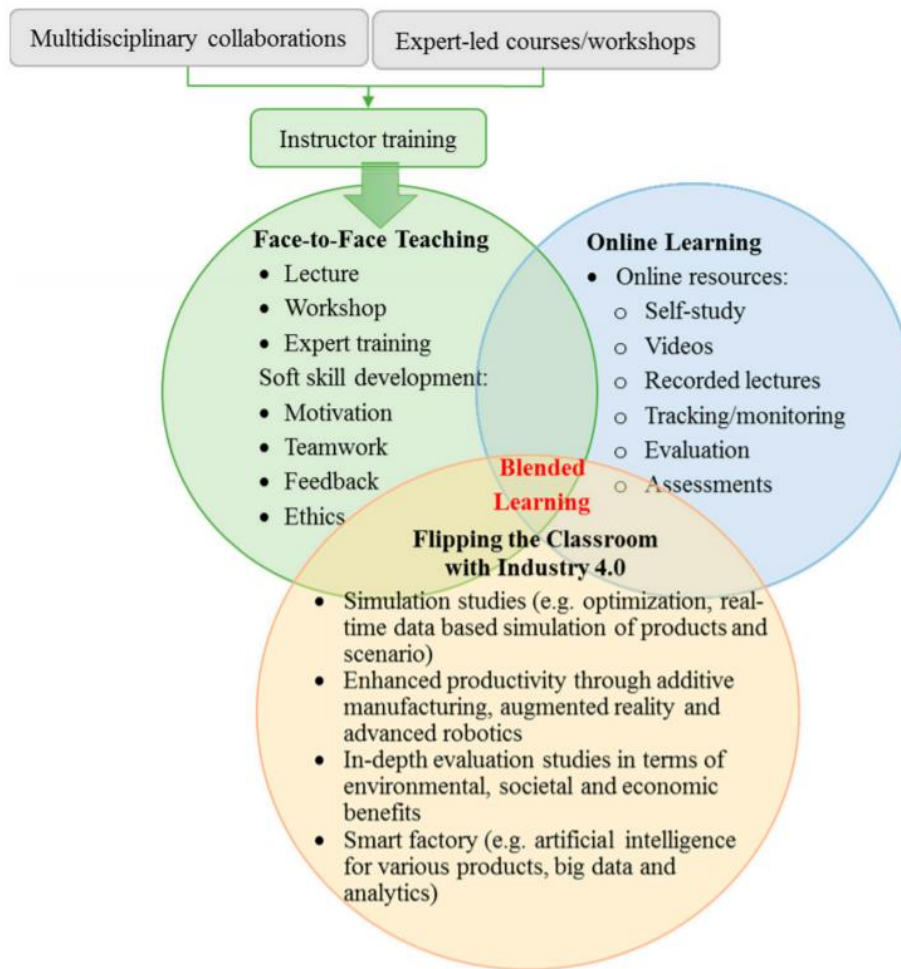 Multidisciplinary collaborations
Expert-led courses/workshops
Instructor training
Face-to-Face Teaching
• Lecture
• Workshop
• Expert training
Soft skill development:
• Motivation
• Teamwork
• Feedback
• Ethics
Online Learning
• Online resources:
o Self-study
o Videos
o Recorded lectures
o Tracking/monitoring
o Evaluation
o Assessments
Blended
Learning
Flipping the Classroom
with Industry 4.0
• Simulation studies (e.g. optimization, real-
time data based simulation of products and
scenario)
• Enhanced productivity through additive
manufacturing, augmented reality and
advanced robotics
• In-depth evaluation studies in terms of
environmental, societal and economic
benefits
• Smart factory (e.g. artificial intelligence
for various products, big data and
analytics)